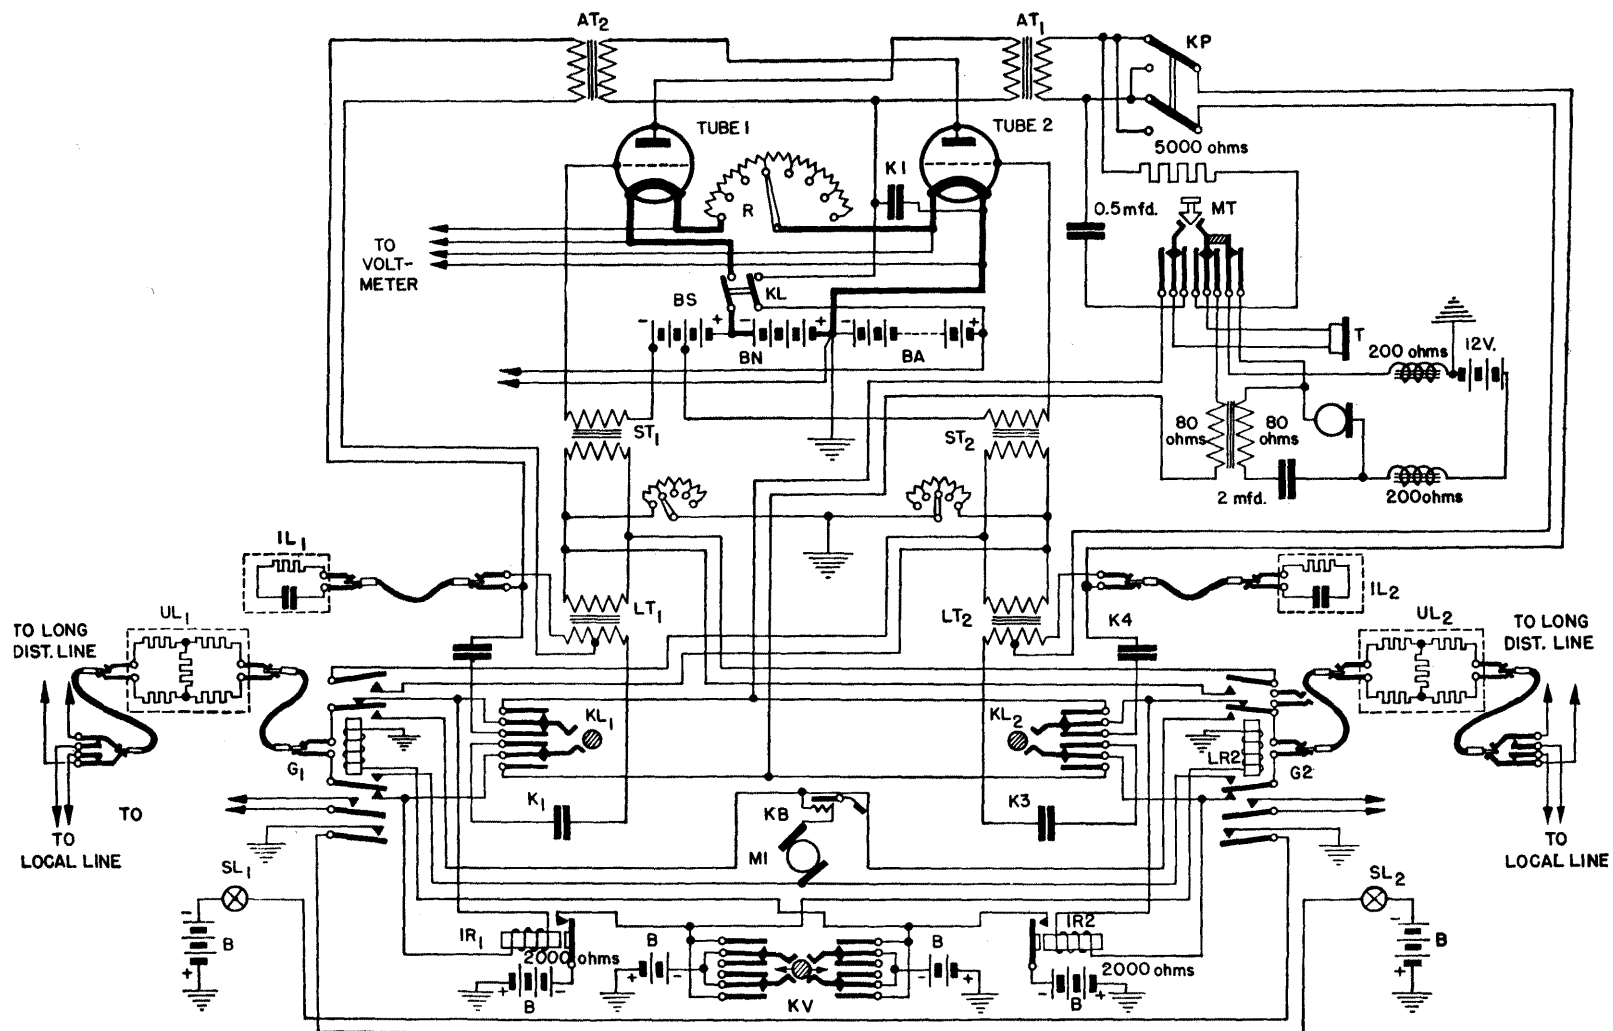 AT2
AT1
KP
TUBE 1
TUBE 2
5000 ohms
R
K1
0.5 mfd.
MT
TO
VOLT-
METER
KL
BS
- + - + - +
BN
BA
T
200 ohms
12V.
ST1
ST2
80
ohms
80
ohms
2 mfd.
200 ohms
IL1
IL2
UL1
LT1
LT2
K4
UL2
TO LONG
DIST. LINE
TO LONG
DIST. LINE
KL1
KL2
G1
LR2
G2
K1
K3
KB
TO
TO
LOCAL LINE
MI
TO
LOCAL LINE
SL1
SL2
-
B
+
IR1
2000 ohms
+ -
B
B
+ -
KV
B
- +
IR2
2000 ohms
- +
B
-
B
+